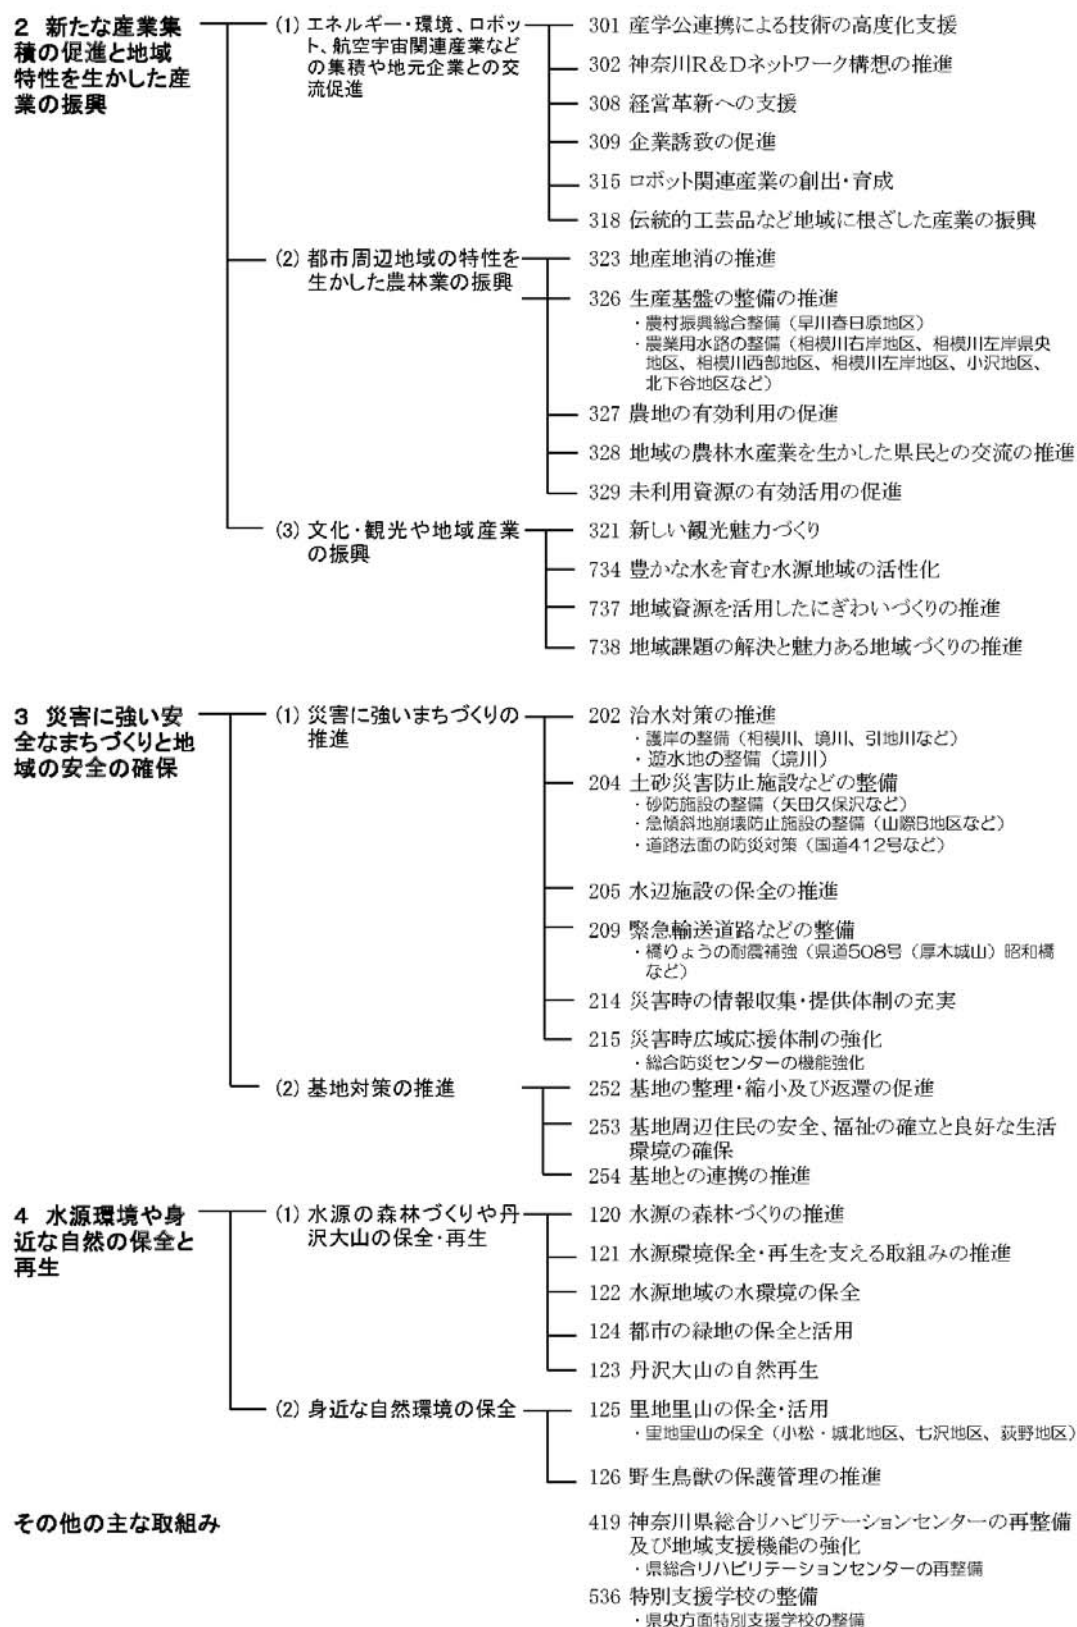 2 新たな産業集
積の促進と地域
特性を生かした産
業の振興
(1) エネルギー・環境、ロボッ
ト、航空宇宙関連産業など
の集積や地元企業との交
流促進
301 産学公連携による技術の高度化支援
302 神奈川R&Dネットワーク構想の推進
308 経営革新への支援
309 企業誘致の促進
315 ロボット関連産業の創出・育成
318 伝統的工芸品など地域に根ざした産業の振興
(2) 都市周辺地域の特性を
生かした農林業の振興
323 地産地消の推進
326 生産基盤の整備の推進
・農村振興総合整備（早川春日原地区）
・農業用水路の整備（相模川右岸地区、相模川左岸県央
地区、相模川西部地区、相模川左岸地区、小沢地区、
北下谷地区など）
327 農地の有効利用の促進
328 地域の農林水産業を生かした県民との交流の推進
329 未利用資源の有効活用の促進
(3) 文化・観光や地域産業
の振興
321 新しい観光魅力づくり
734 豊かな水を育む水源地域の活性化
737 地域資源を活用したにぎわいづくりの推進
738 地域課題の解決と魅力ある地域づくりの推進
3 災害に強い安
全なまちづくりと地
域の安全の確保
(1) 災害に強いまちづくりの
推進
202 治水対策の推進
・護岸の整備（相模川、境川、引地川など）
・遊水地の整備（境川）
204 土砂災害防止施設などの整備
・砂防施設の整備（矢田久保沢など）
・急傾斜地崩壊防止施設の整備（山際B地区など）
・道路法面の防災対策（国道412号など）
205 水辺施設の保全の推進
209 緊急輸送道路などの整備
・橋りょうの耐震補強（県道508号（厚木城山）昭和橋
など）
214 災害時の情報収集・提供体制の充実
215 災害時広域応援体制の強化
・総合防災センターの機能強化
(2) 基地対策の推進
252 基地の整理・縮小及び返還の促進
253 基地周辺住民の安全、福祉の確立と良好な生活
環境の確保
254 基地との連携の推進
4 水源環境や身
近な自然の保全と
再生
(1) 水源の森林づくりや丹
沢大山の保全・再生
120 水源の森林づくりの推進
121 水源環境保全・再生を支える取組みの推進
122 水源地域の水環境の保全
124 都市の緑地の保全と活用
123 丹沢大山の自然再生
(2) 身近な自然環境の保全
125 里地里山の保全・活用
・里地里山の保全（小松・城北地区、七沢地区、荻野地区）
126 野生鳥獣の保護管理の推進
その他の主な取組み
419 神奈川県総合リハビリテーションセンターの再整備
及び地域支援機能の強化
・県総合リハビリテーションセンターの再整備
536 特別支援学校の整備
・県央方面特別支援学校の整備